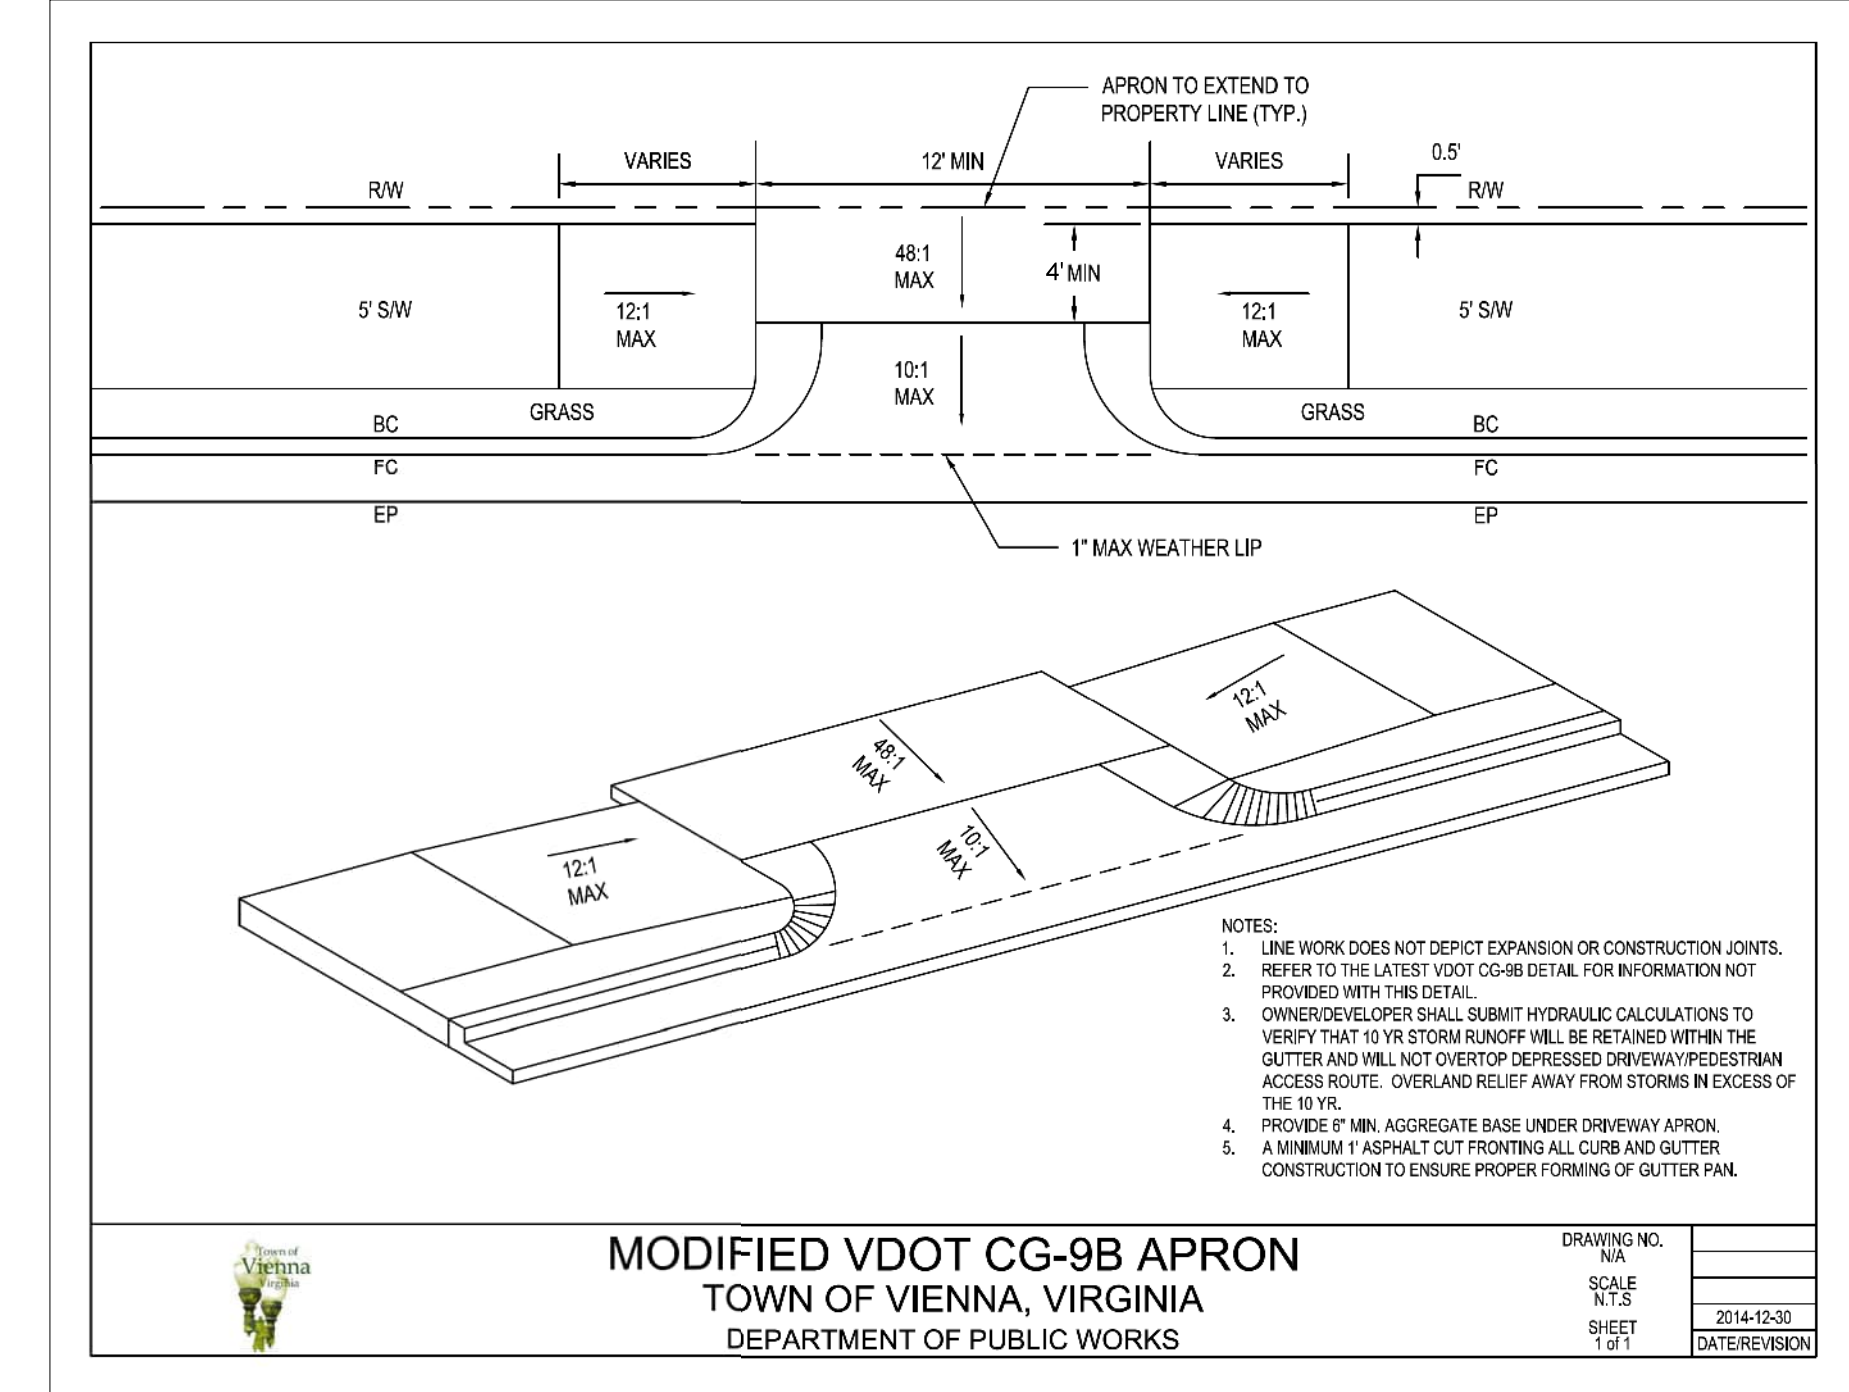 APRON TO EXTEND TO
PROPERTY LINE (TYP.)
VARIES
12' MIN
VARIES
0.5'
R/W
R/W
48:1
MAX
4' MIN
5' S/W
12:1
MAX
12:1
MAX
5' S/W
10:1
MAX
GRASS
GRASS
BC
BC
FC
FC
EP
EP
1" MAX WEATHER LIP
12:1
MAX
48:1
MAX
10:1
MAX
12:1
MAX
NOTES:
1. LINE WORK DOES NOT DEPICT EXPANSION OR CONSTRUCTION JOINTS.
2. REFER TO THE LATEST VDOT CG-9B DETAIL FOR INFORMATION NOT
PROVIDED WITH THIS DETAIL.
3. OWNER/DEVELOPER SHALL SUBMIT HYDRAULIC CALCULATIONS TO
VERIFY THAT 10 YR STORM RUNOFF WILL BE RETAINED WITHIN THE
GUTTER AND WILL NOT OVERTOP DEPRESSED DRIVEWAY/PEDESTRIAN
ACCESS ROUTE. OVERLAND RELIEF AWAY FROM STORMS IN EXCESS OF
THE 10 YR.
4. PROVIDE 6" MIN. AGGREGATE BASE UNDER DRIVEWAY APRON.
5. A MINIMUM 1' ASPHALT CUT FRONTING ALL CURB AND GUTTER
CONSTRUCTION TO ENSURE PROPER FORMING OF GUTTER PAN.
Town of
Vienna
Virginia
MODIFIED VDOT CG-9B APRON
TOWN OF VIENNA, VIRGINIA
DEPARTMENT OF PUBLIC WORKS
DRAWING NO.
N/A
SCALE
N.T.S
SHEET
1 of 1
2014-12-30
DATE/REVISION